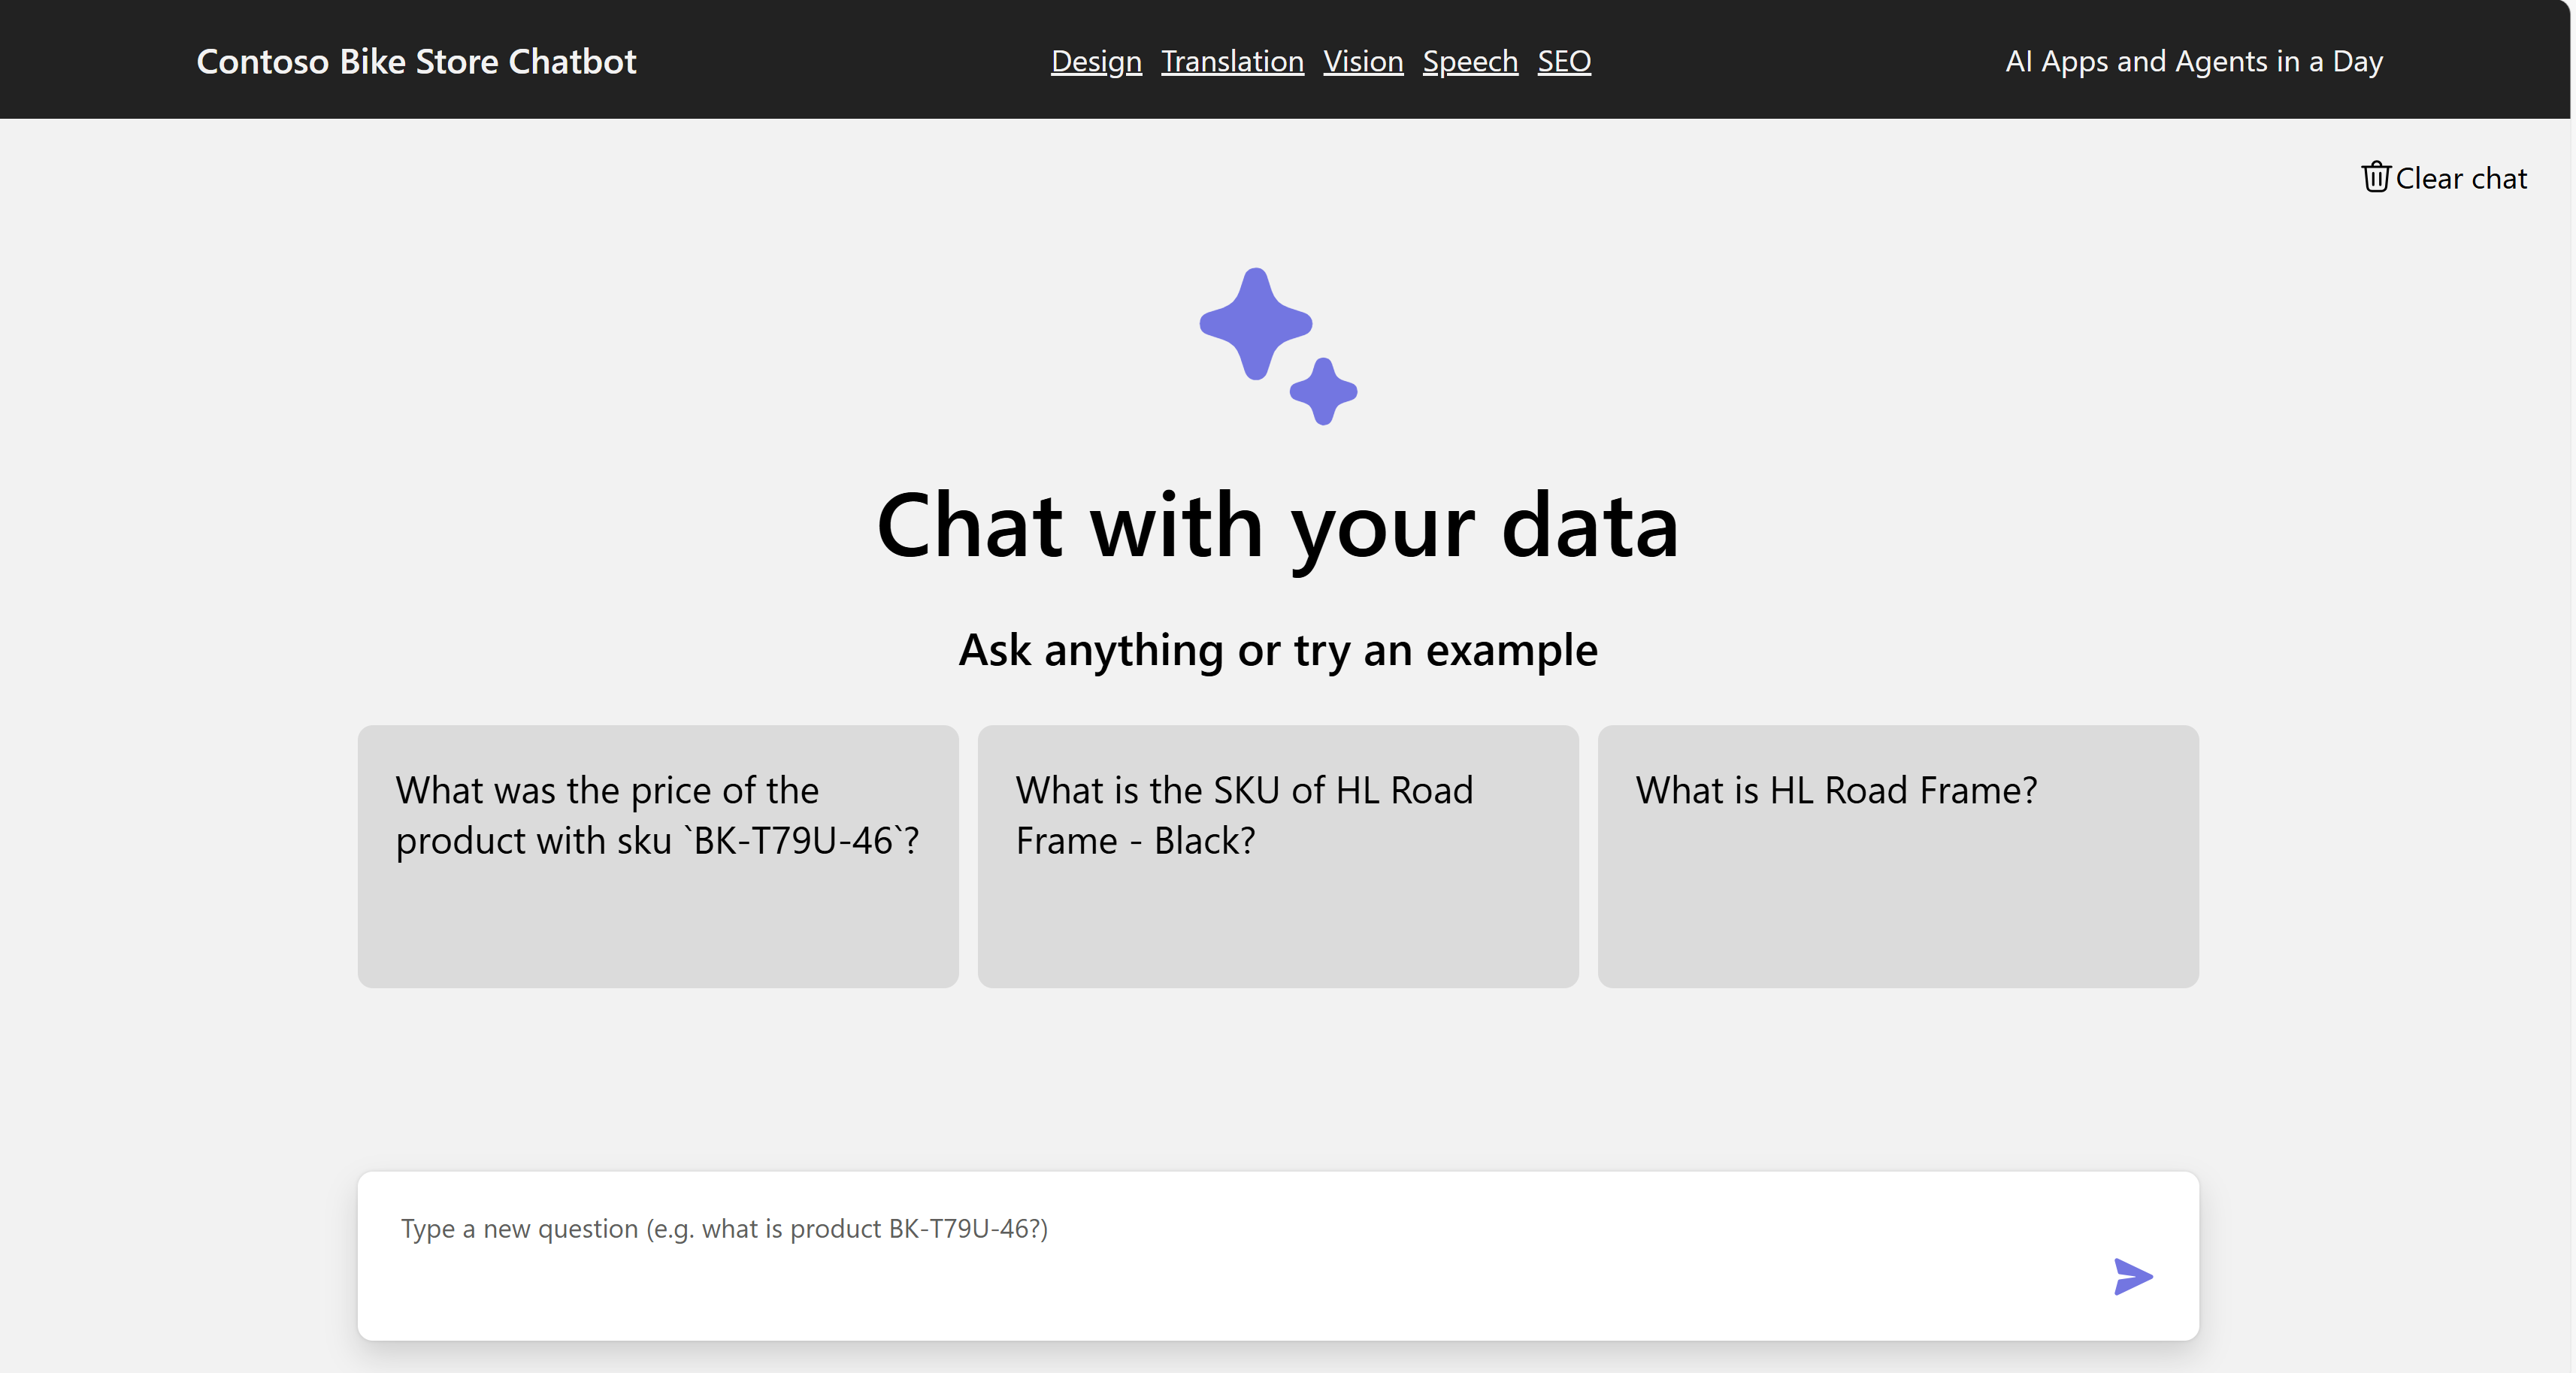 Contoso Bike Store Chatbot
Design Translation Vision Speech SEO
AI Apps and Agents in a Day
Clear chat
Chat with your data
Ask anything or try an example
What was the price of the
product with sku `BK-T79U-46`?
What is the SKU of HL Road
Frame - Black?
What is HL Road Frame?
Type a new question (e.g. what is product BK-T79U-46?)